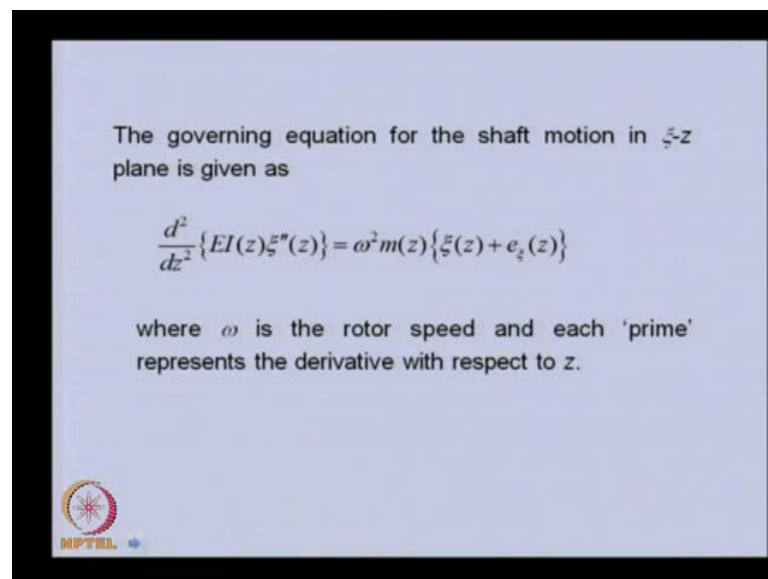 The governing equation for the shaft motion in ξ-z
plane is given as
d²/dz² {EI(z)ξ″(z)} = ω²m(z){ξ(z) + e_ξ(z)}
where ω is the rotor speed and each ‘prime’
represents the derivative with respect to z.
NPTEL